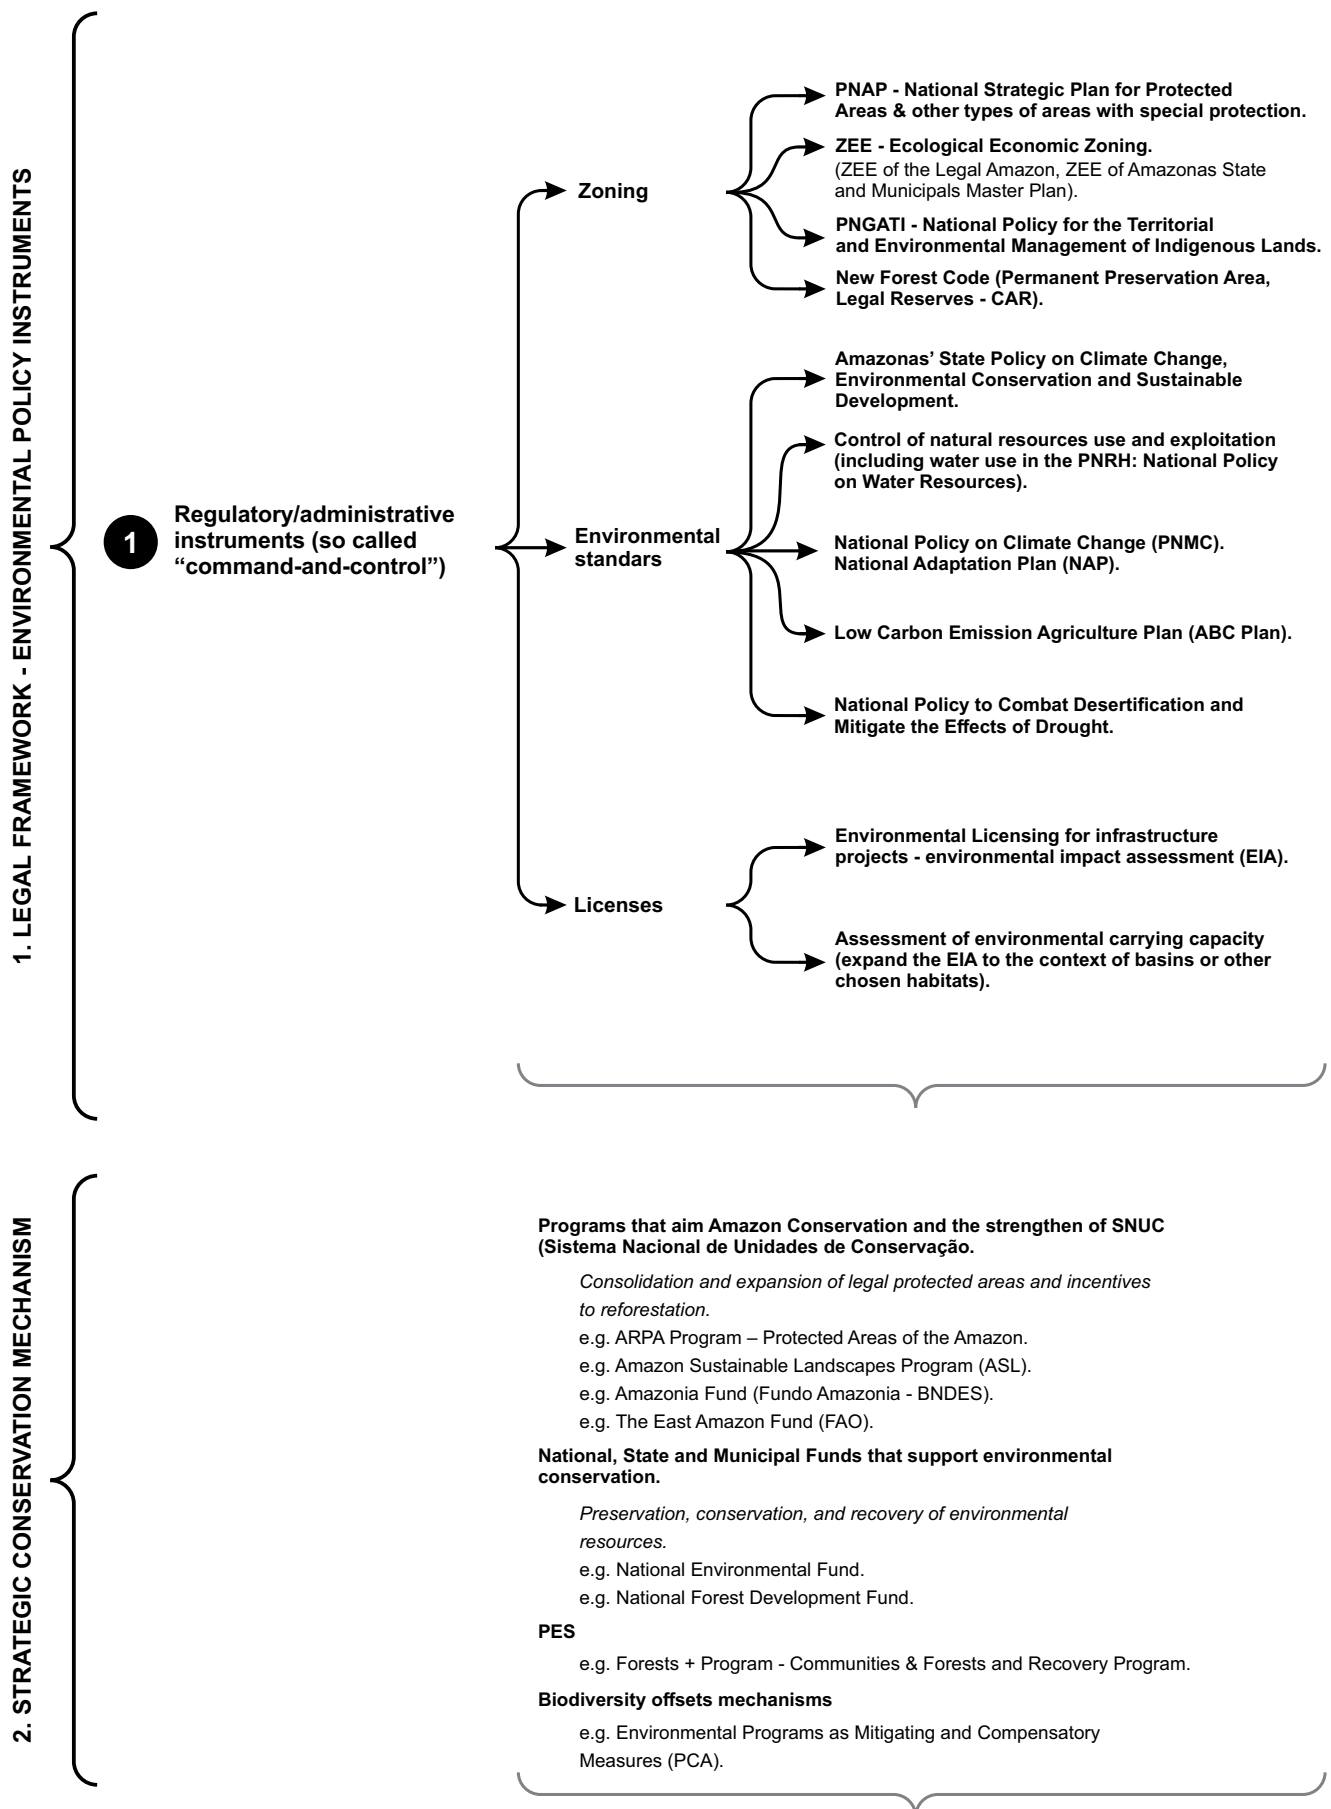 1. LEGAL FRAMEWORK - ENVIRONMENTAL POLICY INSTRUMENTS
1
Regulatory/administrative
instruments (so called
“command-and-control”)
Zoning
PNAP - National Strategic Plan for Protected
Areas & other types of areas with special protection.
ZEE - Ecological Economic Zoning.
(ZEE of the Legal Amazon, ZEE of Amazonas State
and Municipals Master Plan).
PNGATI - National Policy for the Territorial
and Environmental Management of Indigenous Lands.
New Forest Code (Permanent Preservation Area,
Legal Reserves - CAR).
Environmental
standars
Amazonas’ State Policy on Climate Change,
Environmental Conservation and Sustainable
Development.
Control of natural resources use and exploitation
(including water use in the PNRH: National Policy
on Water Resources).
National Policy on Climate Change (PNMC).
National Adaptation Plan (NAP).
Low Carbon Emission Agriculture Plan (ABC Plan).
National Policy to Combat Desertification and
Mitigate the Effects of Drought.
Licenses
Environmental Licensing for infrastructure
projects - environmental impact assessment (EIA).
Assessment of environmental carrying capacity
(expand the EIA to the context of basins or other
chosen habitats).
2. STRATEGIC CONSERVATION MECHANISM
Programs that aim Amazon Conservation and the strengthen of SNUC
(Sistema Nacional de Unidades de Conservação.
Consolidation and expansion of legal protected areas and incentives
to reforestation.
e.g. ARPA Program – Protected Areas of the Amazon.
e.g. Amazon Sustainable Landscapes Program (ASL).
e.g. Amazonia Fund (Fundo Amazonia - BNDES).
e.g. The East Amazon Fund (FAO).
National, State and Municipal Funds that support environmental
conservation.
Preservation, conservation, and recovery of environmental
resources.
e.g. National Environmental Fund.
e.g. National Forest Development Fund.
PES
e.g. Forests + Program - Communities & Forests and Recovery Program.
Biodiversity offsets mechanisms
e.g. Environmental Programs as Mitigating and Compensatory
Measures (PCA).